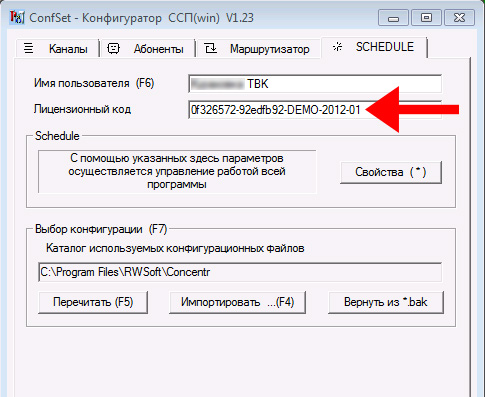 ConfSet - Конфигуратор ССП(win) V1.23
Каналы Абоненты Маршрутизатор SCHEDULE
Имя пользователя (F6) ТВК
Лицензионный код 0f326572-92edfb92-DEMO-2012-01
Schedule
С помощью указанных здесь параметров
осуществляется управление работой всей
программы
Свойства (*)
Выбор конфигурации (F7)
Каталог используемых конфигурационных файлов
C:\Program Files\RWSoft\Concentr
Перечитать (F5) Импортировать ...(F4) Вернуть из *.bak